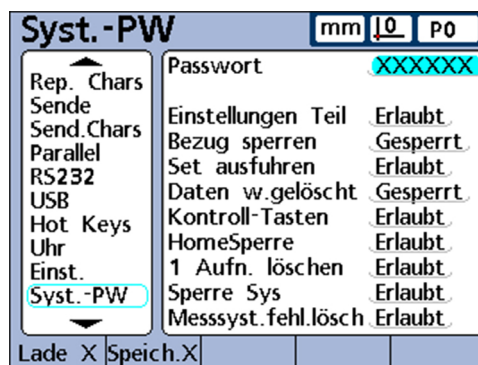 Syst.-PW
mm 0 P0
Rep. Chars
Sende
Send.Chars
Parallel
RS232
USB
Hot Keys
Uhr
Einst.
Syst.-PW
Passwort XXXXXX
Einstellungen Teil Erlaubt
Bezug sperren Gesperrt
Set ausfuhren Erlaubt
Daten w.gelöscht Gesperrt
Kontroll-Tasten Erlaubt
HomeSperre Erlaubt
1 Aufn. löschen Erlaubt
Sperre Sys Erlaubt
Messsyst.fehl.lösch Erlaubt
Lade X Speich.X